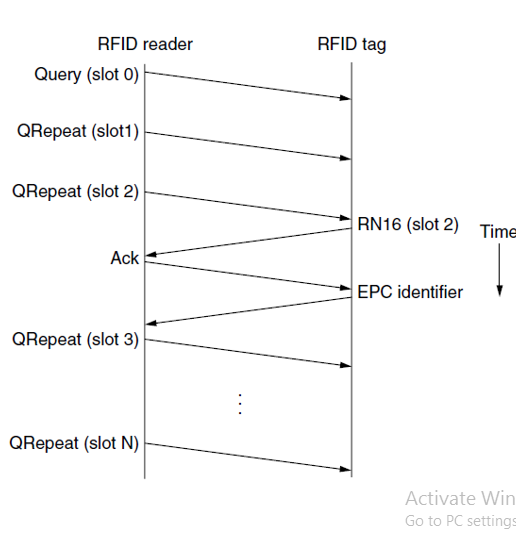 RFID reader
RFID tag
Query (slot 0)
QRepeat (slot1)
QRepeat (slot 2)
RN16 (slot 2)
Time
Ack
EPC identifier
QRepeat (slot 3)
QRepeat (slot N)
Activate Win
Go to PC settings